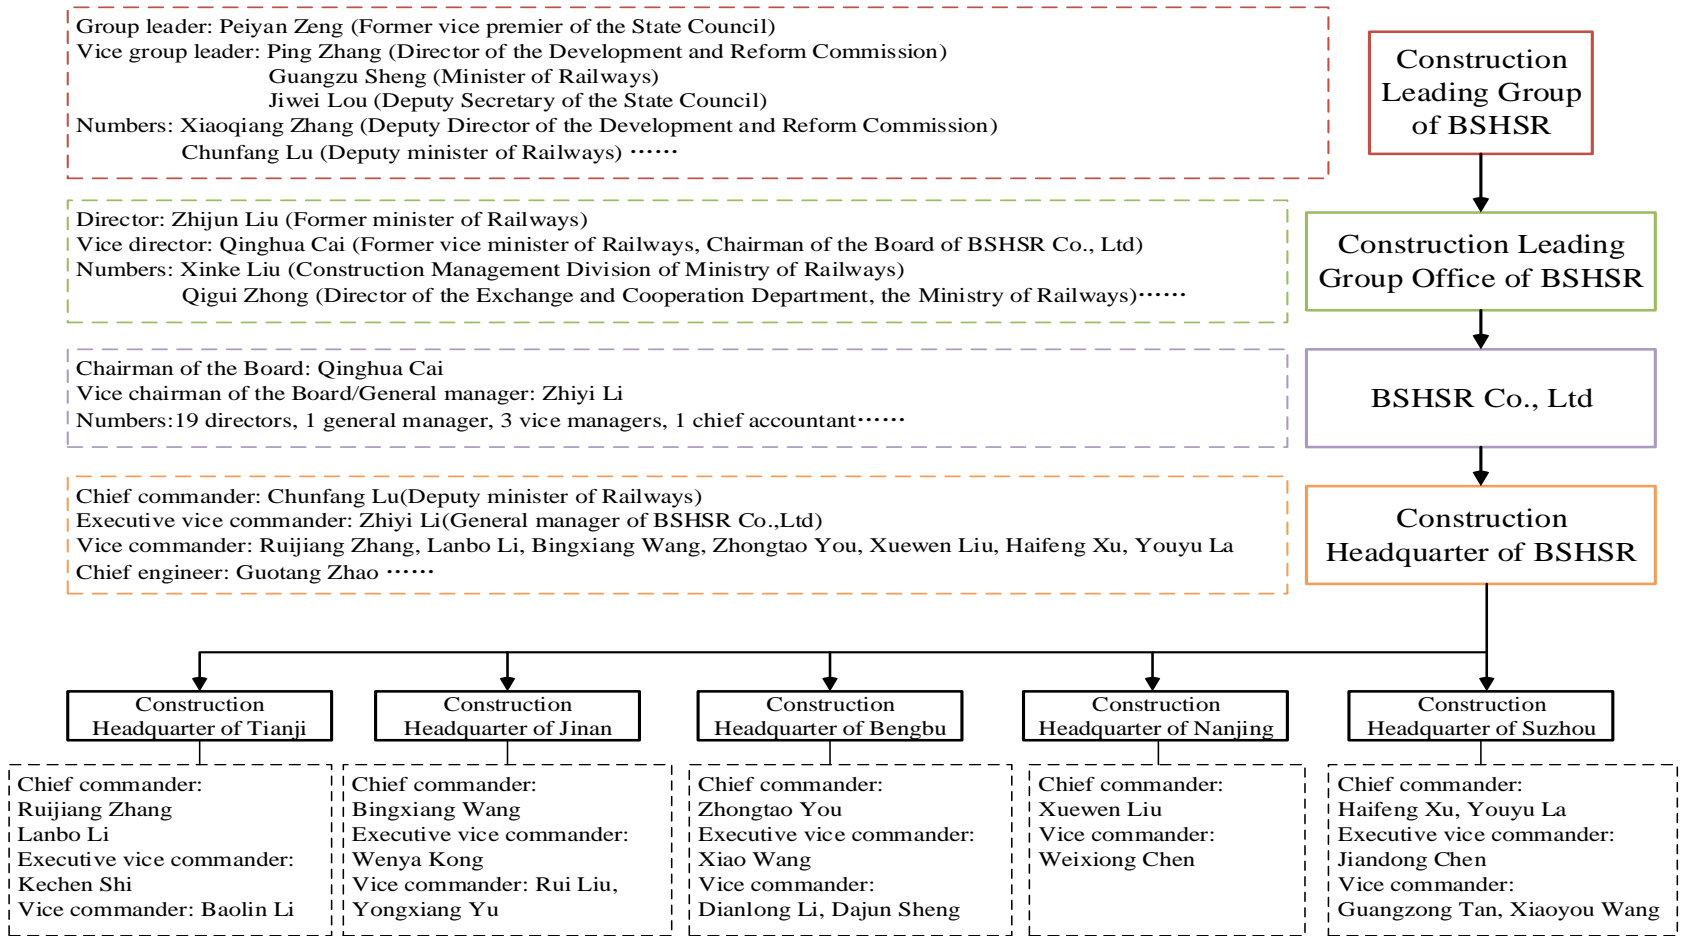 Group leader: Peiyan Zeng (Former vice premier of the State Council)
Vice group leader: Ping Zhang (Director of the Development and Reform Commission)
Guangzu Sheng (Minister of Railways)
Jiwei Lou (Deputy Secretary of the State Council)
Numbers: Xiaoqiang Zhang (Deputy Director of the Development and Reform Commission)
Chunfang Lu (Deputy minister of Railways) ······
Construction
Leading Group
of BSHSR
Director: Zhijun Liu (Former minister of Railways)
Vice director: Qinghua Cai (Former vice minister of Railways, Chairman of the Board of BSHSR Co., Ltd)
Numbers: Xinke Liu (Construction Management Division of Ministry of Railways)
Qigui Zhong (Director of the Exchange and Cooperation Department, the Ministry of Railways)······
Construction Leading
Group Office of BSHSR
Chairman of the Board: Qinghua Cai
Vice chairman of the Board/General manager: Zhiyi Li
Numbers:19 directors, 1 general manager, 3 vice managers, 1 chief accountant······
BSHSR Co., Ltd
Chief commander: Chunfang Lu(Deputy minister of Railways)
Executive vice commander: Zhiyi Li(General manager of BSHSR Co.,Ltd)
Vice commander: Ruijiang Zhang, Lanbo Li, Bingxiang Wang, Zhongtao You, Xuewen Liu, Haifeng Xu, Youyu La
Chief engineer: Guotang Zhao ······
Construction
Headquarter of BSHSR
Construction
Headquarter of Tianji
Construction
Headquarter of Jinan
Construction
Headquarter of Bengbu
Construction
Headquarter of Nanjing
Construction
Headquarter of Suzhou
Chief commander:
Ruijiang Zhang
Lanbo Li
Executive vice commander:
Kechen Shi
Vice commander: Baolin Li
Chief commander:
Bingxiang Wang
Executive vice commander:
Wenya Kong
Vice commander: Rui Liu,
Yongxiang Yu
Chief commander:
Zhongtao You
Executive vice commander:
Xiao Wang
Vice commander:
Dianlong Li, Dajun Sheng
Chief commander:
Xuewen Liu
Vice commander:
Weixiong Chen
Chief commander:
Haifeng Xu, Youyu La
Executive vice commander:
Jiandong Chen
Vice commander:
Guangzong Tan, Xiaoyou Wang